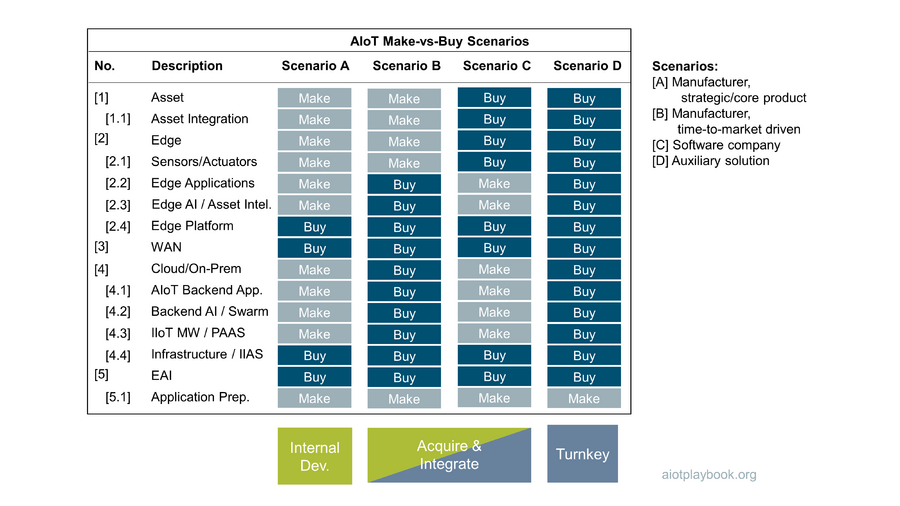 AIoT Make-vs-Buy Scenarios
No. Description Scenario A Scenario B Scenario C Scenario D
[1] Asset Make Make Buy Buy
[1.1] Asset Integration Make Make Buy Buy
[2] Edge Make Make Buy Buy
[2.1] Sensors/Actuators Make Make Buy Buy
[2.2] Edge Applications Make Buy Make Buy
[2.3] Edge AI / Asset Intel. Make Buy Make Buy
[2.4] Edge Platform Buy Buy Buy Buy
[3] WAN Buy Buy Buy Buy
[4] Cloud/On-Prem Make Buy Make Buy
[4.1] AIoT Backend App. Make Buy Make Buy
[4.2] Backend AI / Swarm Make Buy Make Buy
[4.3] IIoT MW / PAAS Make Buy Make Buy
[4.4] Infrastructure / IIAS Buy Buy Buy Buy
[5] EAI Buy Buy Buy Buy
[5.1] Application Prep. Make Make Make Make
Internal
Dev.
Acquire &
Integrate
Turnkey
Scenarios:
[A] Manufacturer,
strategic/core product
[B] Manufacturer,
time-to-market driven
[C] Software company
[D] Auxiliary solution
aiotplaybook.org